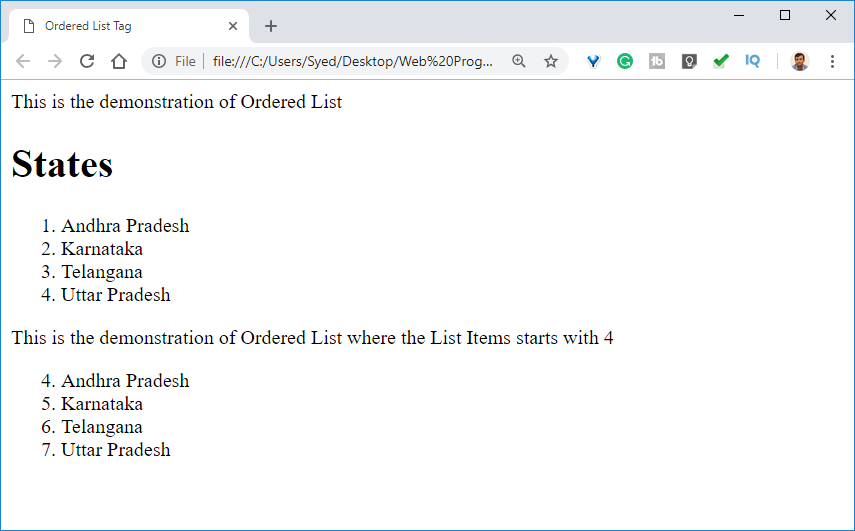 Ordered List Tag
File
file:///C:/Users/Syed/Desktop/Web%20Prog...
G
tb
IQ
This is the demonstration of Ordered List
States
1. Andhra Pradesh
2. Karnataka
3. Telangana
4. Uttar Pradesh
This is the demonstration of Ordered List where the List Items starts with 4
4. Andhra Pradesh
5. Karnataka
6. Telangana
7. Uttar Pradesh